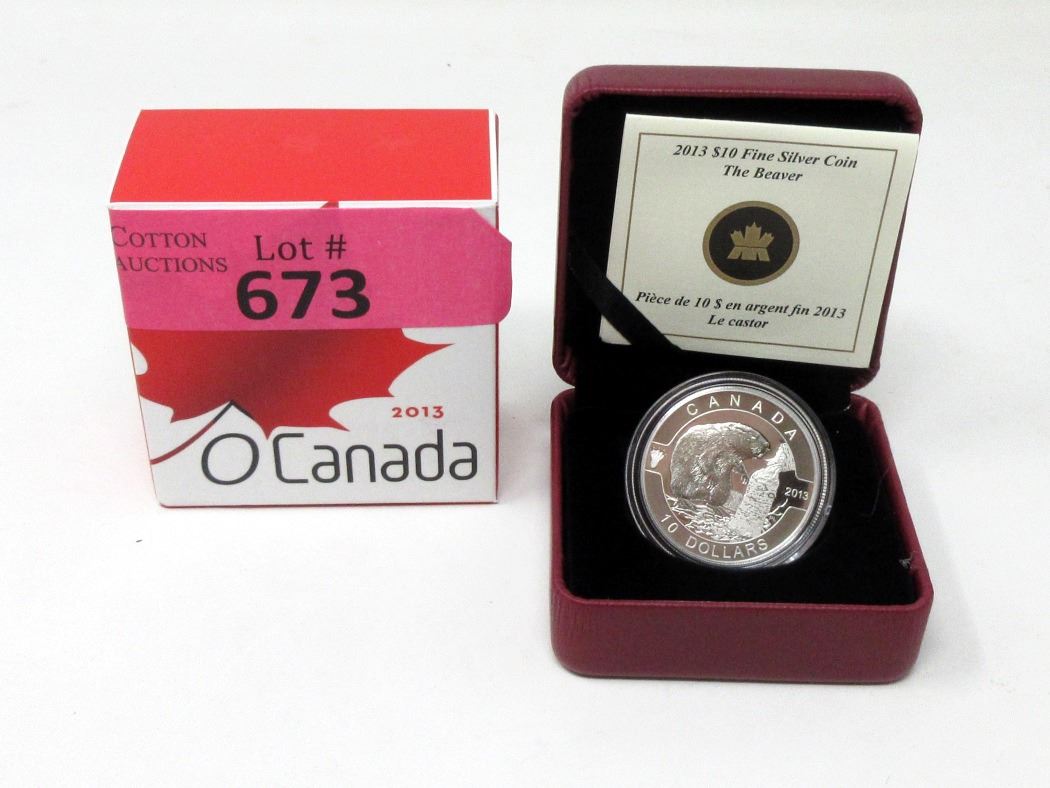 COTTON
AUCTIONS
Lot #
673
2013
O Canada
2013 $10 Fine Silver Coin
The Beaver
Pièce de 10 $ en argent fin 2013
Le castor
CANADA
2013
10 DOLLARS